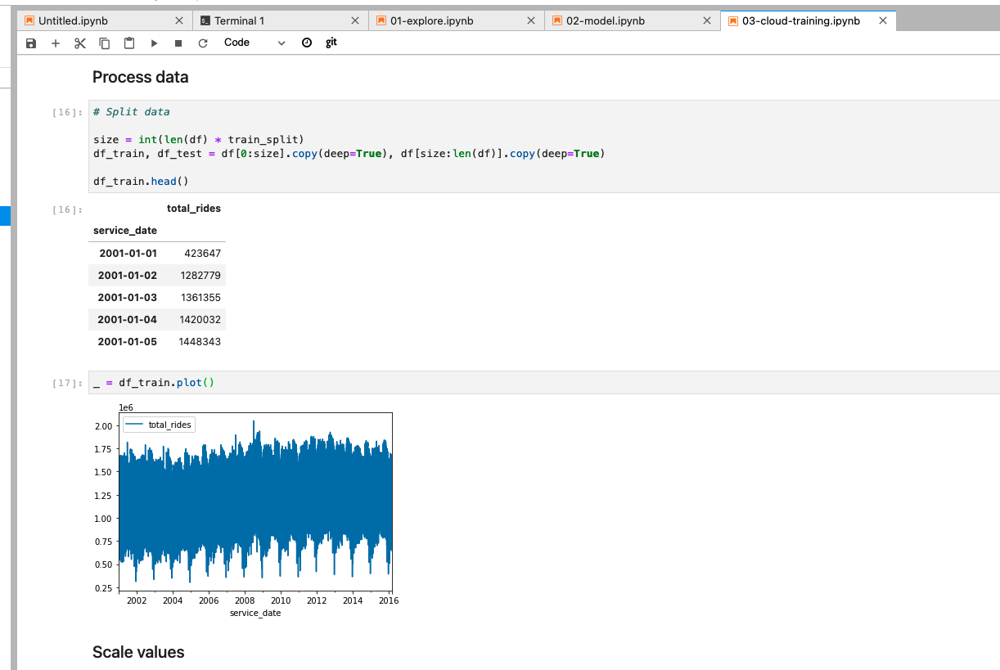 Untitled.ipynb
Terminal 1
01-explore.ipynb
02-model.ipynb
03-cloud-training.ipynb
Code
git
Process data
[16]:
# Split data
size = int(len(df) * train_split)
df_train, df_test = df[0:size].copy(deep=True), df[size:len(df)].copy(deep=True)
df_train.head()
[16]:
total_rides
service_date
2001-01-01 423647
2001-01-02 1282779
2001-01-03 1361355
2001-01-04 1420032
2001-01-05 1448343
[17]:
_ = df_train.plot()
1e6
total_rides
2.00
1.75
1.50
1.25
1.00
0.75
0.50
0.25
2002 2004 2006 2008 2010 2012 2014 2016
service_date
Scale values